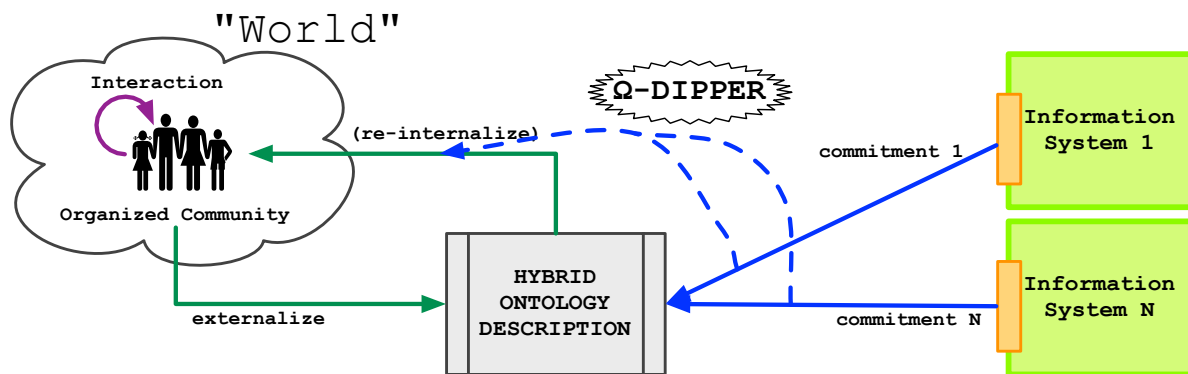 "World"
Interaction
Organized Community
(re-internalize)
externalize
Ω-DIPPER
HYBRID
ONTOLOGY
DESCRIPTION
commitment 1
commitment N
Information
System 1
Information
System N